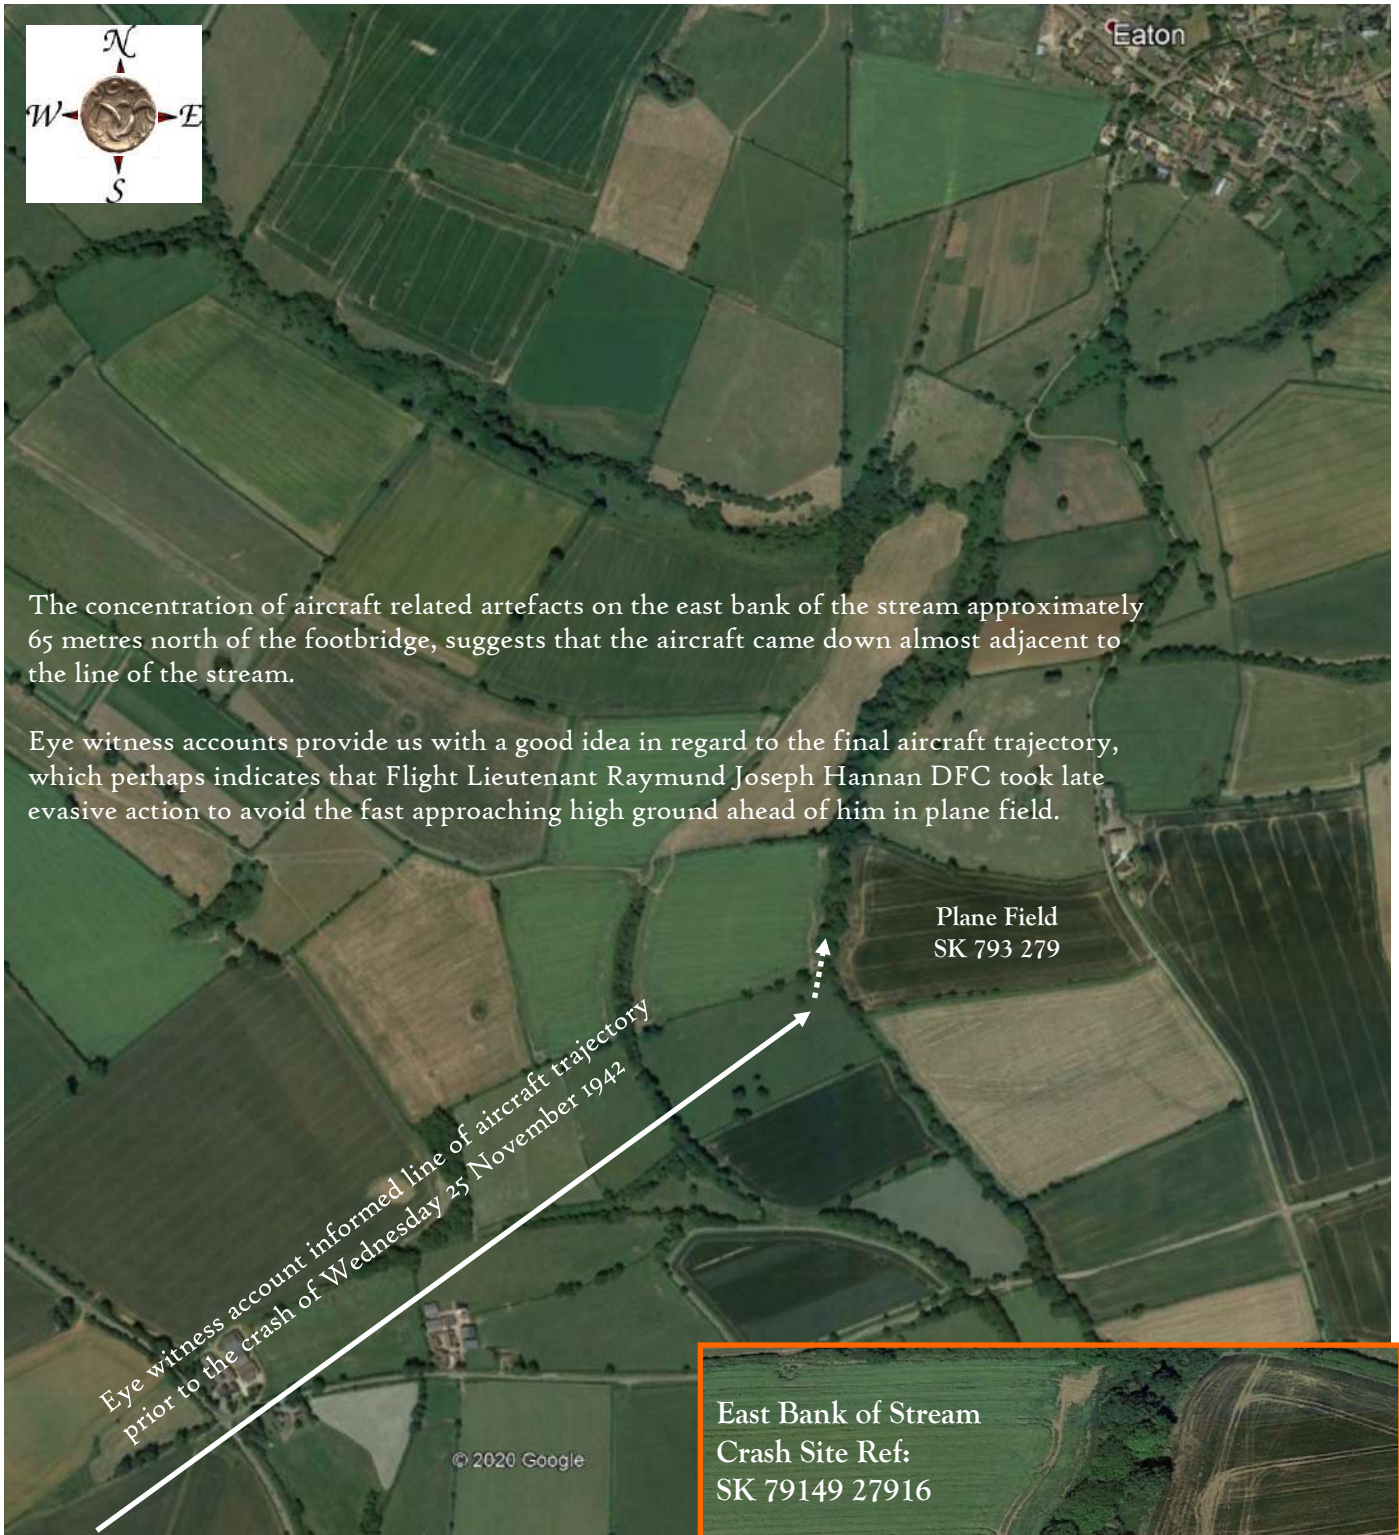 N
W E
S
Eaton
The concentration of aircraft related artefacts on the east bank of the stream approximately
65 metres north of the footbridge, suggests that the aircraft came down almost adjacent to
the line of the stream.
Eye witness accounts provide us with a good idea in regard to the final aircraft trajectory,
which perhaps indicates that Flight Lieutenant Raymund Joseph Hannan DFC took late
evasive action to avoid the fast approaching high ground ahead of him in plane field.
Plane Field
SK 793 279
Eye witness account informed line of aircraft trajectory
prior to the crash of Wednesday 25 November 1942
© 2020 Google
East Bank of Stream
Crash Site Ref:
SK 79149 27916